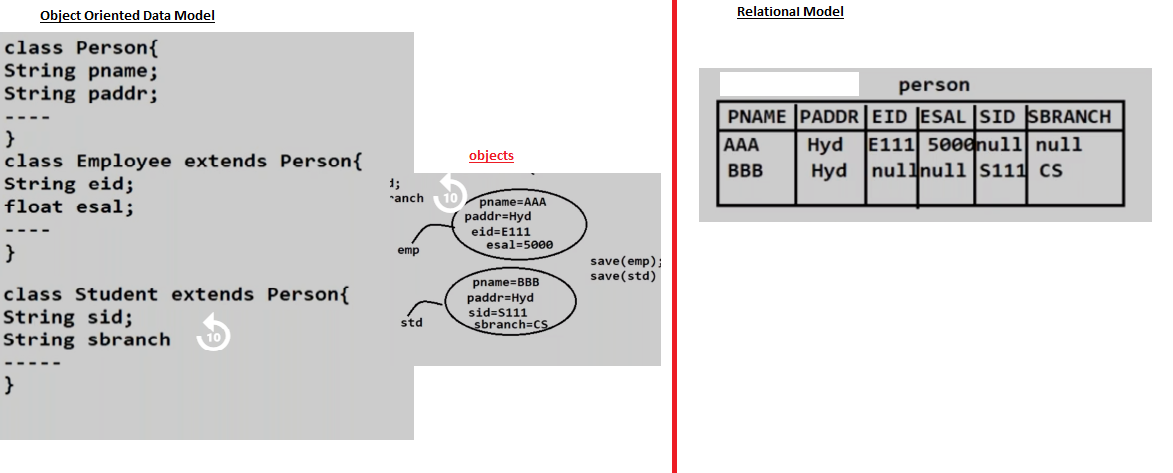 Object Oriented Data Model
class Person{
String pname;
String paddr;
----
}
class Employee extends Person{
String eid;
float esal;
----
}
class Student extends Person{
String sid;
String sbranch
10
-----
}
objects
d;
ranch
10
pname=AAA
paddr=Hyd
eid=E111
esal=5000
emp
save(emp);
save(std)
pname=BBB
paddr=Hyd
sid=S111
sbranch=CS
std
Relational Model
person
PNAME PADDR EID ESAL SID SBRANCH
AAA Hyd E111 5000 null null
BBB Hyd null null S111 CS